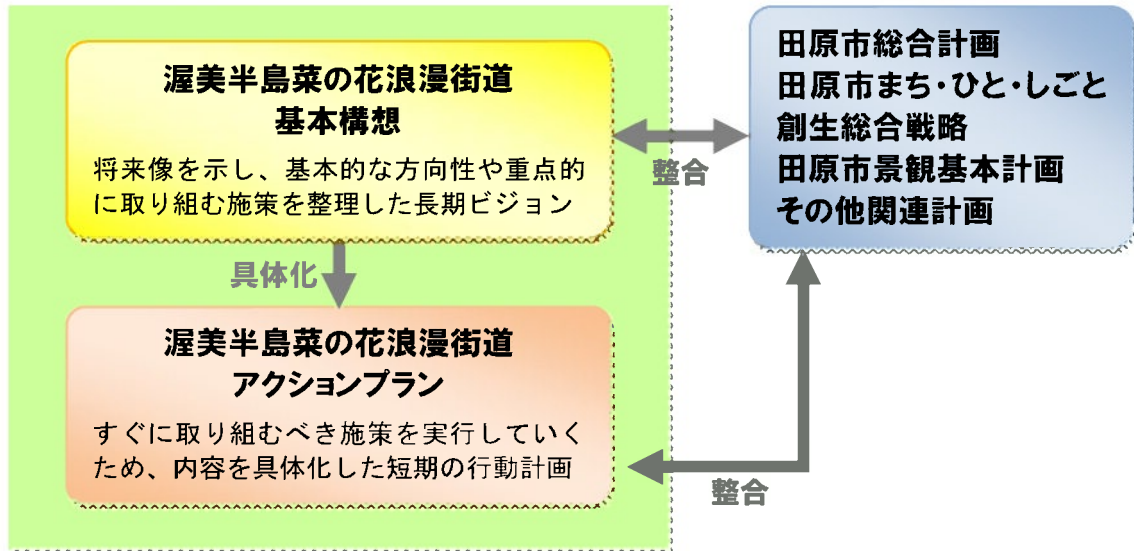 渥美半島菜の花浪漫街道
基本構想
将来像を示し、基本的な方向性や重点的
に取り組む施策を整理した長期ビジョン
具体化
渥美半島菜の花浪漫街道
アクションプラン
すぐに取り組むべき施策を実行していく
ため、内容を具体化した短期の行動計画
整合
田原市総合計画
田原市まち・ひと・しごと
創生総合戦略
田原市景観基本計画
その他関連計画
整合